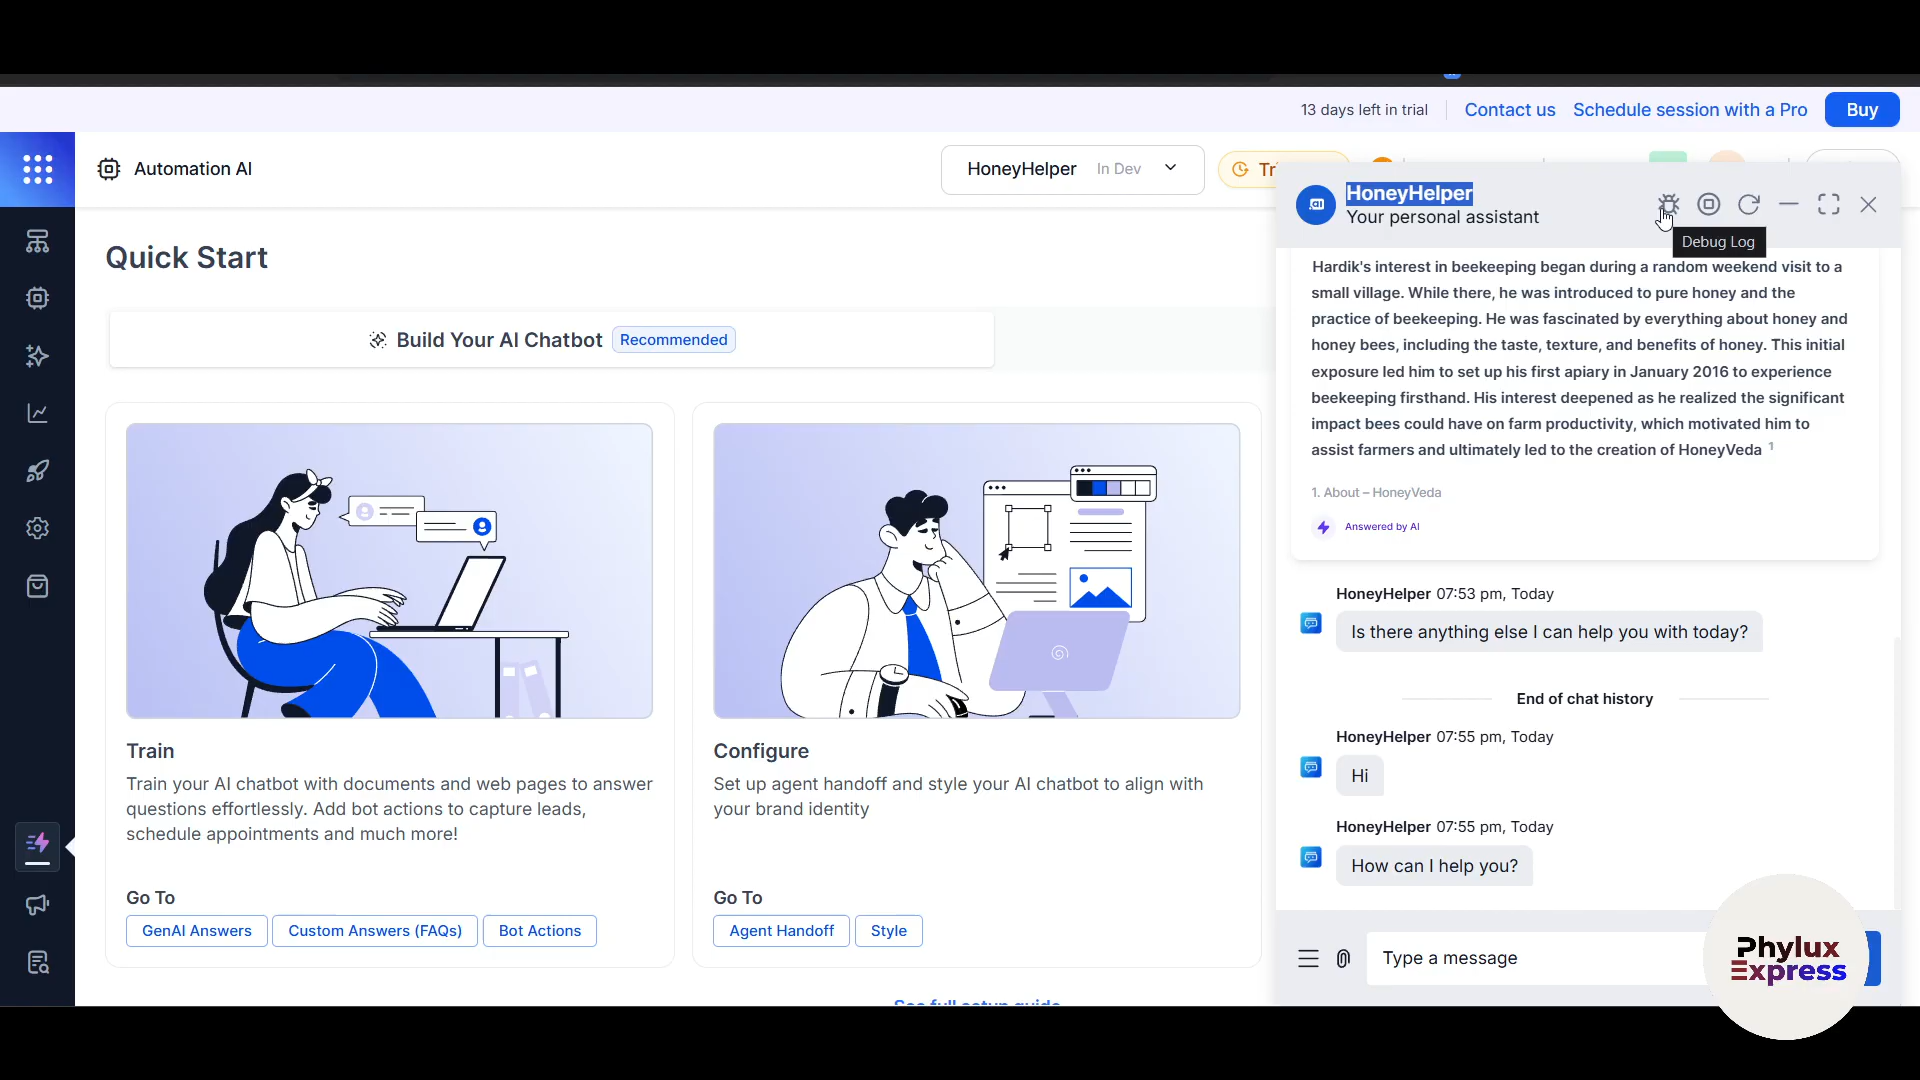 13 days left in trial
Contact us
Schedule session with a Pro
Buy
Automation AI
HoneyHelper In Dev
Quick Start
Build Your AI Chatbot Recommended
Train
Train your AI chatbot with documents and web pages to answer
questions effortlessly. Add bot actions to capture leads,
schedule appointments and much more!
Go To
GenAI Answers
Custom Answers (FAQs)
Bot Actions
Configure
Set up agent handoff and style your AI chatbot to align with
your brand identity
Go To
Agent Handoff
Style
See full setup guide
HoneyHelper
Your personal assistant
Debug Log
Hardik's interest in beekeeping began during a random weekend visit to a
small village. While there, he was introduced to pure honey and the
practice of beekeeping. He was fascinated by everything about honey and
honey bees, including the taste, texture, and benefits of honey. This initial
exposure led him to set up his first apiary in January 2016 to experience
beekeeping firsthand. His interest deepened as he realized the significant
impact bees could have on farm productivity, which motivated him to
assist farmers and ultimately led to the creation of HoneyVeda 1
1. About – HoneyVeda
Answered by AI
HoneyHelper 07:53 pm, Today
Is there anything else I can help you with today?
End of chat history
HoneyHelper 07:55 pm, Today
Hi
HoneyHelper 07:55 pm, Today
How can I help you?
Type a message
Phylux
Express